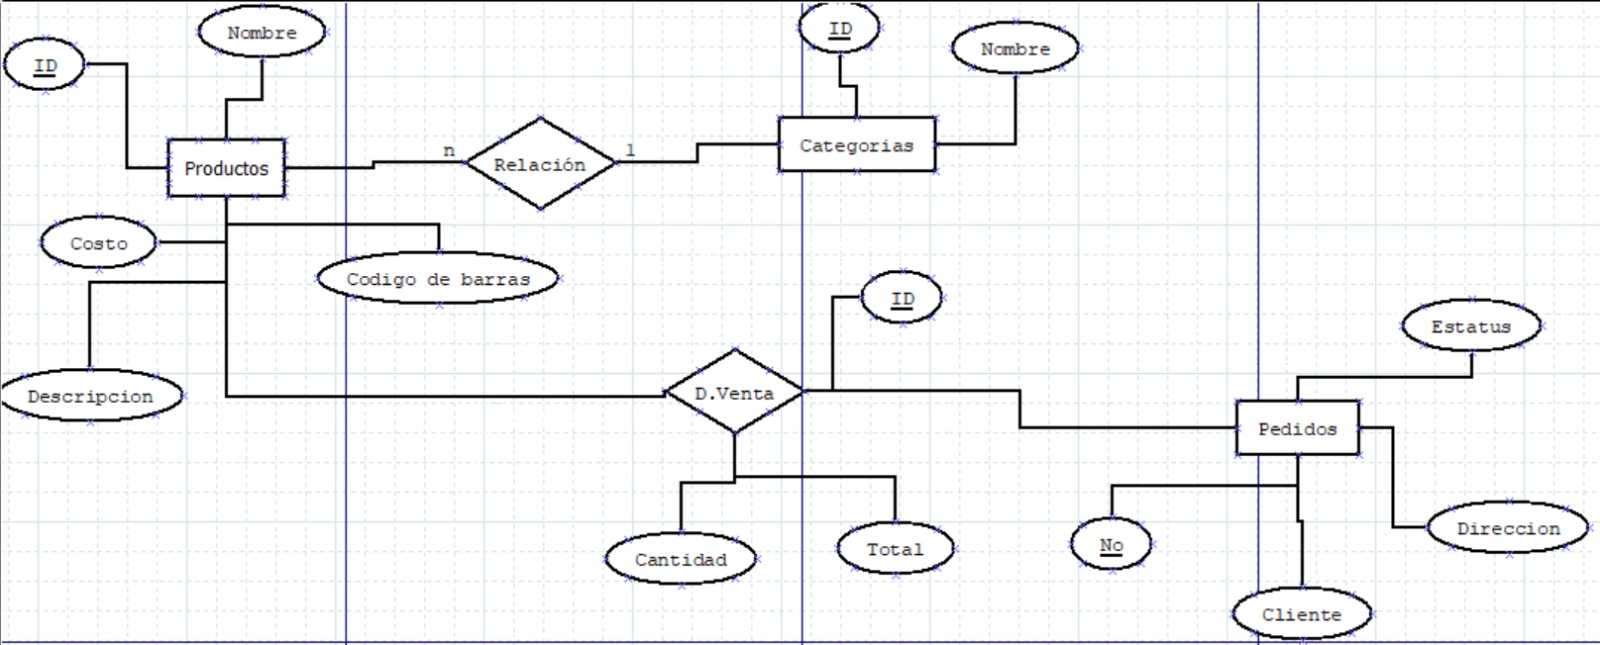 Nombre
ID
ID
Nombre
Productos
n
Relación
1
Categorias
Costo
Codigo de barras
ID
Descripcion
D.Venta
Estatus
Pedidos
Cantidad
Total
No
Direccion
Cliente